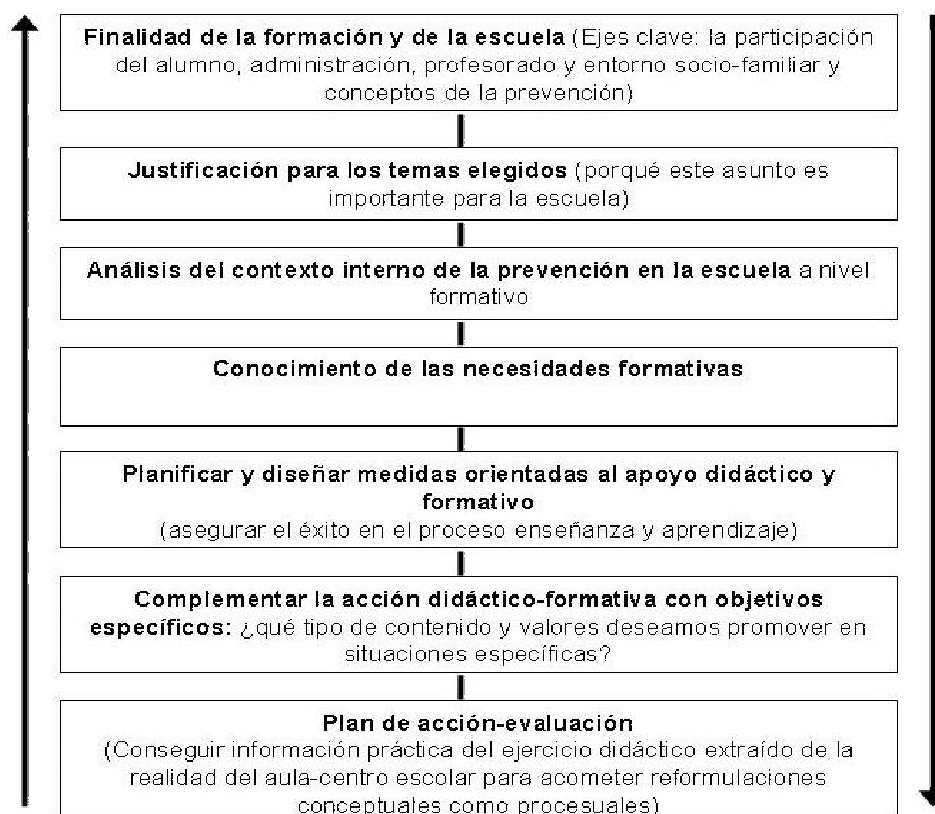 Finalidad de la formación y de la escuela (Ejes clave: la participación
del alumno, administración, profesorado y entorno socio-familiar y
conceptos de la prevención)
Justificación para los temas elegidos (porqué este asunto es
importante para la escuela)
Análisis del contexto interno de la prevención en la escuela a nivel
formativo
Conocimiento de las necesidades formativas
Planificar y diseñar medidas orientadas al apoyo didáctico y
formativo
(asegurar el éxito en el proceso enseñanza y aprendizaje)
Complementar la acción didáctico-formativa con objetivos
específicos: ¿qué tipo de contenido y valores deseamos promover en
situaciones específicas?
Plan de acción-evaluación
(Conseguir información práctica del ejercicio didáctico extraído de la
realidad del aula-centro escolar para acometer reformulaciones
conceptuales como procesuales)